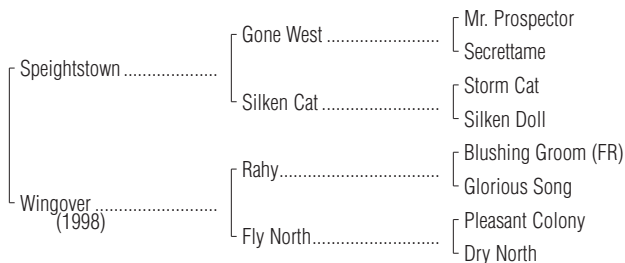 Mr. Prospector
Gone West
Secrettame
Speightstown
Storm Cat
Silken Cat
Silken Doll
Blushing Groom (FR)
Rahy
Glorious Song
Wingover
(1998)
Pleasant Colony
Fly North
Dry North